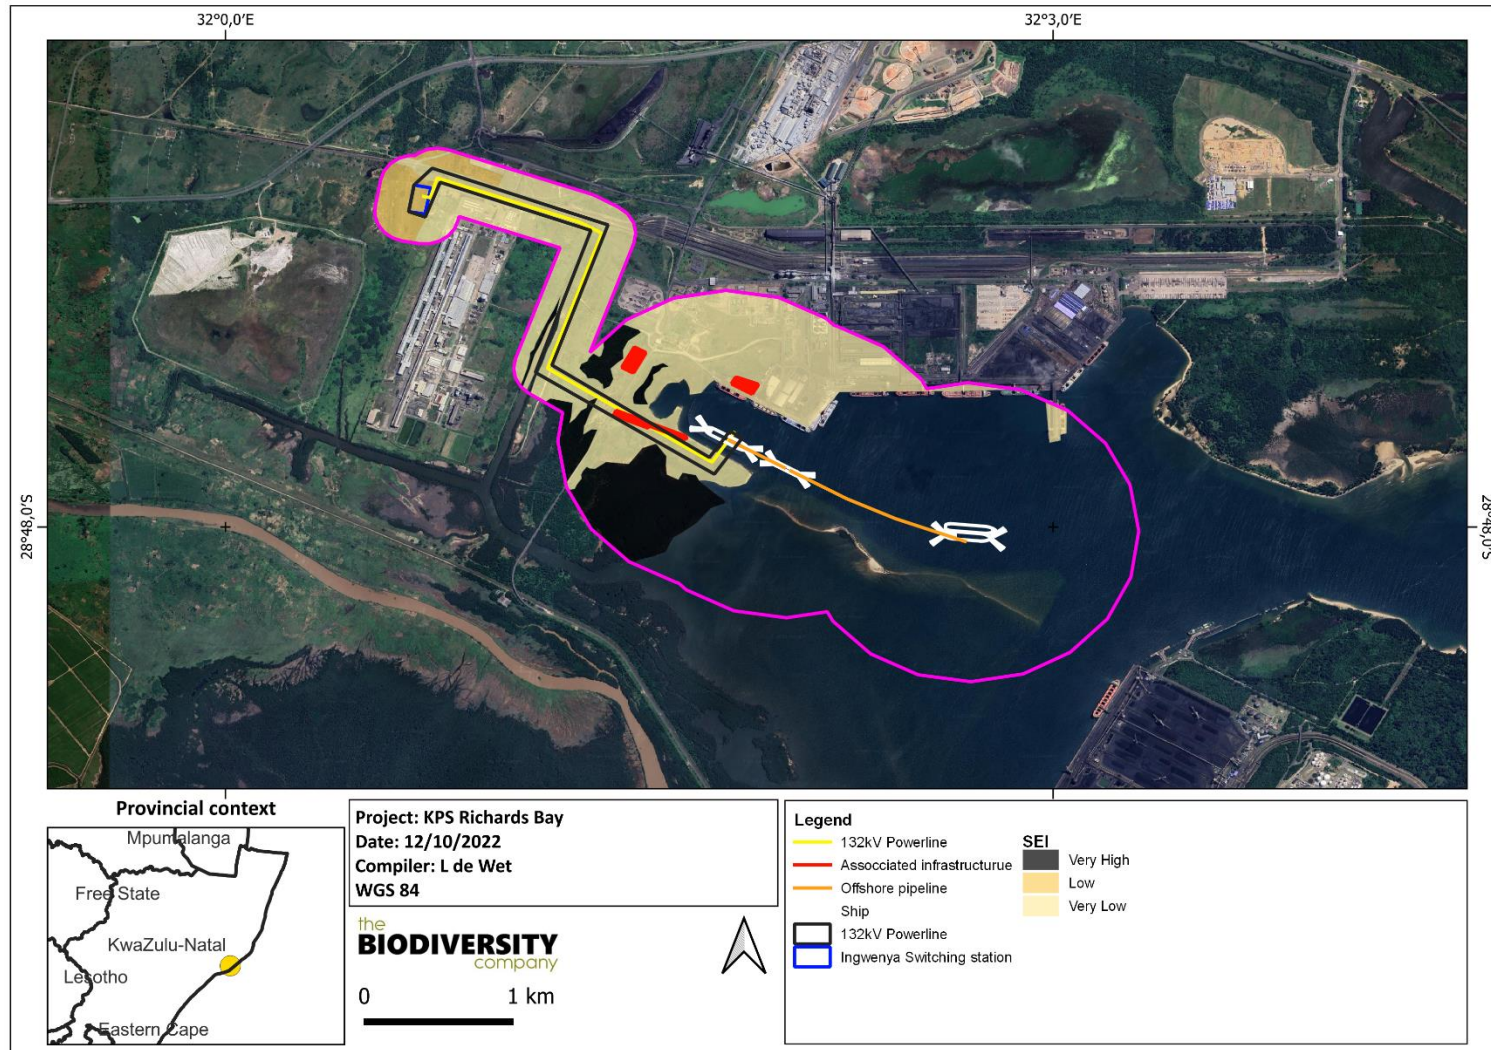 32°0,0'E
32°3,0'E
28°48,0'S
28°48,0'S
Provincial context
Mpumalanga
Free State
KwaZulu-Natal
Lesotho
Eastern Cape
Project: KPS Richards Bay
Date: 12/10/2022
Compiler: L de Wet
WGS 84
the
BIODIVERSITY
company
0 1 km
Legend
132kV Powerline
Assocciated infrastructurue
Offshore pipeline
Ship
132kV Powerline
Ingwenya Switching station
SEI
Very High
Low
Very Low